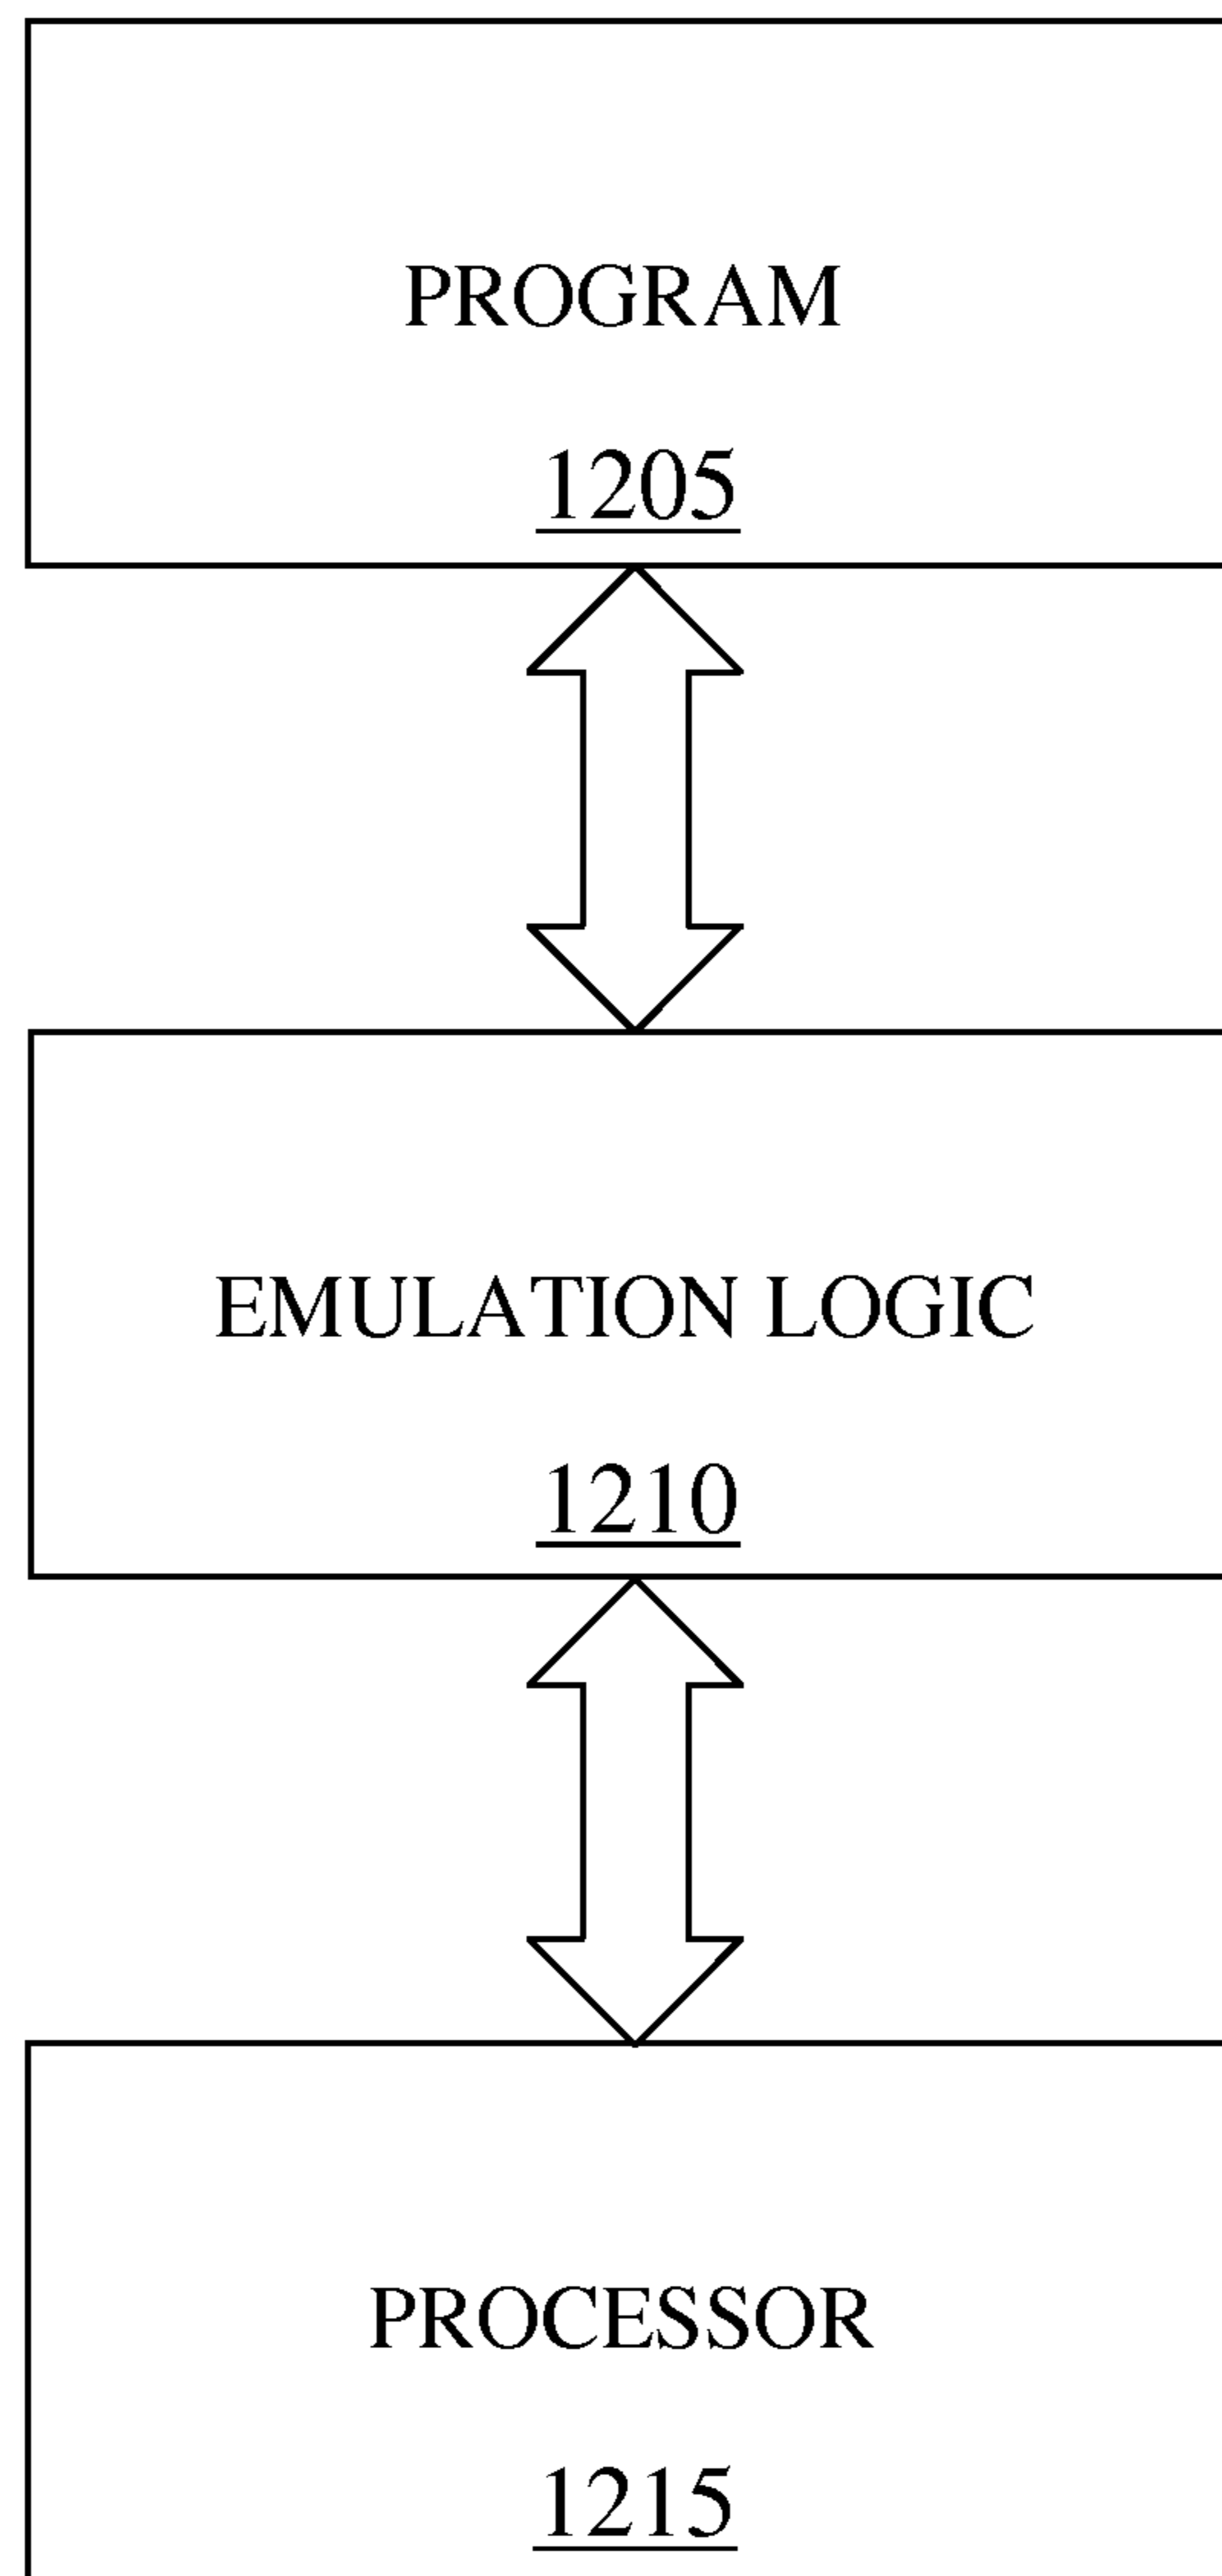 PROGRAM
1205
EMULATION LOGIC
1210
PROCESSOR
1215